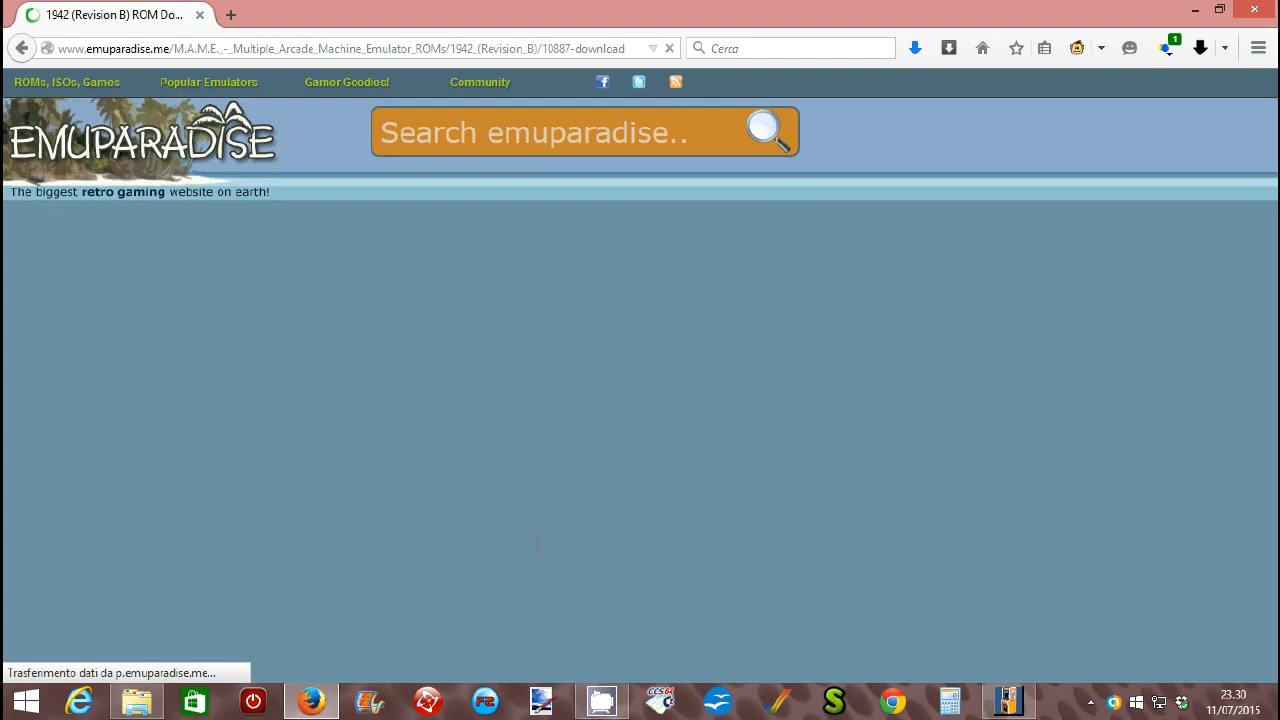 1942 (Revision B) ROM Do...
www.emuparadise.me/M.A.M.E._-_Multiple_Arcade_Machine_Emulator_ROMs/1942_(Revision_B)/10887-download
Cerca
1
ROMs, ISOs, Games Popular Emulators Gamer Goodies! Community
EMUPARADISE
Search emuparadise..
The biggest retro gaming website on earth!
Trasferimento dati da p.emuparadise.me...
CCS64
S
23.30
11/07/2015